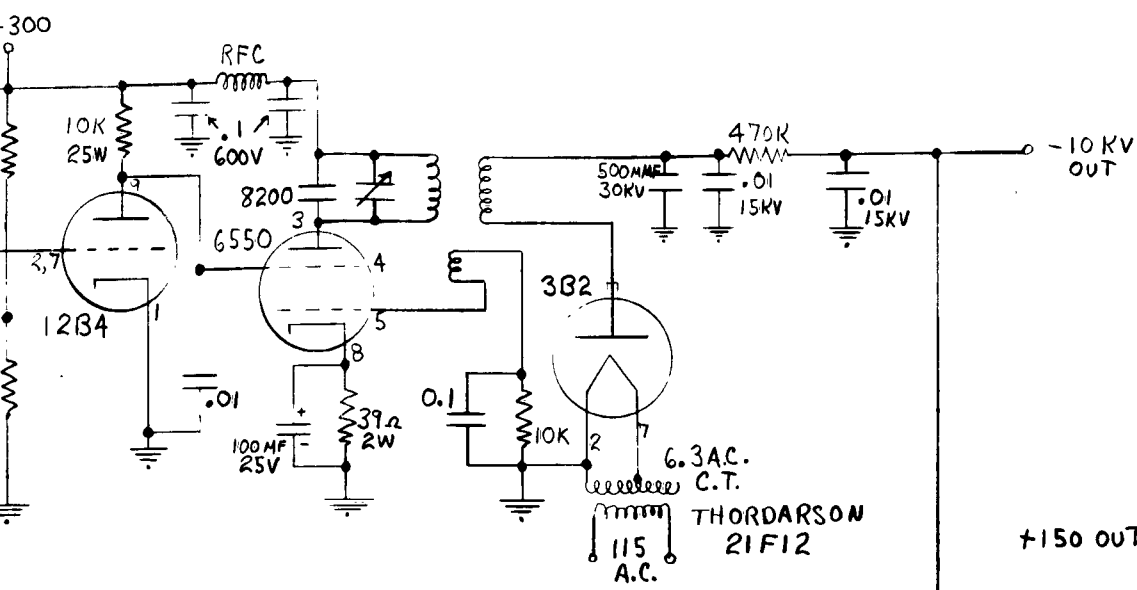 -300
RFC
10K
25W
.1
600V
9
8200
3
470K
500MMF
30KV
.01
15KV
.01
15KV
-10 KV
OUT
2,7
6550
4
3B2
12B4
1
5
8
.01
0.1
39Ω
2W
100MF
25V
10K
2
7
6.3A.C.
C.T.
THORDARSON
21F12
115
A.C.
+150 OUT